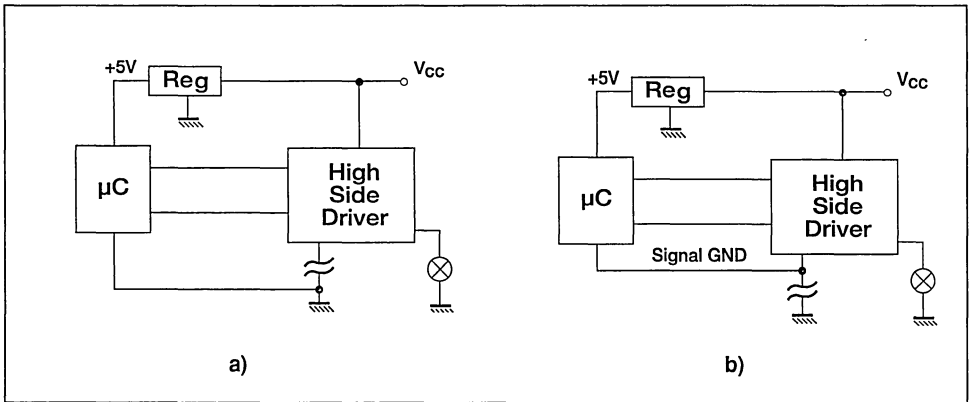 +5V
Reg
VCC
µC
High
Side
Driver
a)
+5V
Reg
VCC
µC
High
Side
Driver
Signal GND
b)